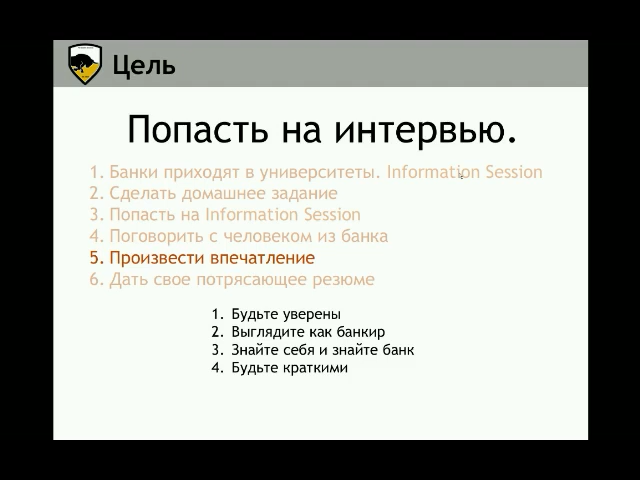 Цель
Попасть на интервью.
1. Банки приходят в университеты. Information Session
2. Сделать домашнее задание
3. Попасть на Information Session
4. Поговорить с человеком из банка
5. Произвести впечатление
6. Дать свое потрясающее резюме
1. Будьте уверены
2. Выглядите как банкир
3. Знайте себя и знайте банк
4. Будьте краткими